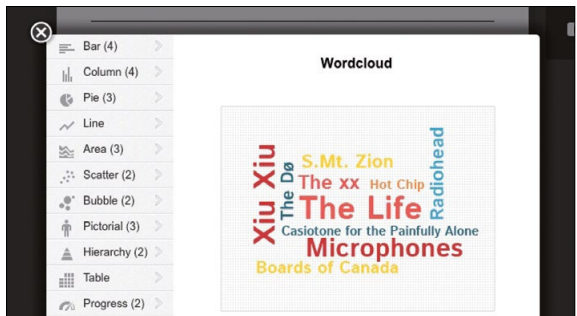 Bar (4)
Column (4)
Pie (3)
Line
Area (3)
Scatter (2)
Bubble (2)
Pictorial (3)
Hierarchy (2)
Table
Progress (2)
Wordcloud
Xiu Xiu
The Dø
S.Mt. Zion
The xx
Hot Chip
Radiohead
The Life
Casiotone for the Painfully Alone
Microphones
Boards of Canada